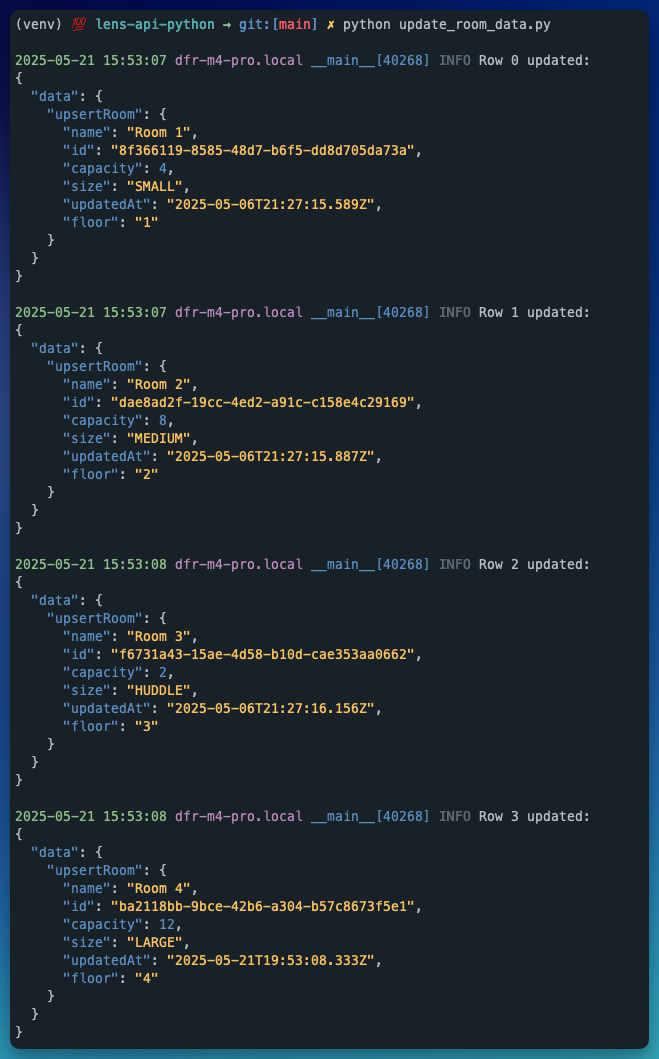 (venv) 💯 lens-api-python → git:[main] ✗ python update_room_data.py
2025-05-21 15:53:07 dfr-m4-pro.local __main__[40268] INFO Row 0 updated:
{
  "data": {
    "upsertRoom": {
      "name": "Room 1",
      "id": "8f366119-8585-48d7-b6f5-dd8d705da73a",
      "capacity": 4,
      "size": "SMALL",
      "updatedAt": "2025-05-06T21:27:15.589Z",
      "floor": "1"
    }
  }
}
2025-05-21 15:53:07 dfr-m4-pro.local __main__[40268] INFO Row 1 updated:
{
  "data": {
    "upsertRoom": {
      "name": "Room 2",
      "id": "dae8ad2f-19cc-4ed2-a91c-c158e4c29169",
      "capacity": 8,
      "size": "MEDIUM",
      "updatedAt": "2025-05-06T21:27:15.887Z",
      "floor": "2"
    }
  }
}
2025-05-21 15:53:08 dfr-m4-pro.local __main__[40268] INFO Row 2 updated:
{
  "data": {
    "upsertRoom": {
      "name": "Room 3",
      "id": "f6731a43-15ae-4d58-b10d-cae353aa0662",
      "capacity": 2,
      "size": "HUDDLE",
      "updatedAt": "2025-05-06T21:27:16.156Z",
      "floor": "3"
    }
  }
}
2025-05-21 15:53:08 dfr-m4-pro.local __main__[40268] INFO Row 3 updated:
{
  "data": {
    "upsertRoom": {
      "name": "Room 4",
      "id": "ba2118bb-9bce-42b6-a304-b57c8673f5e1",
      "capacity": 12,
      "size": "LARGE",
      "updatedAt": "2025-05-21T19:53:08.333Z",
      "floor": "4"
    }
  }
}